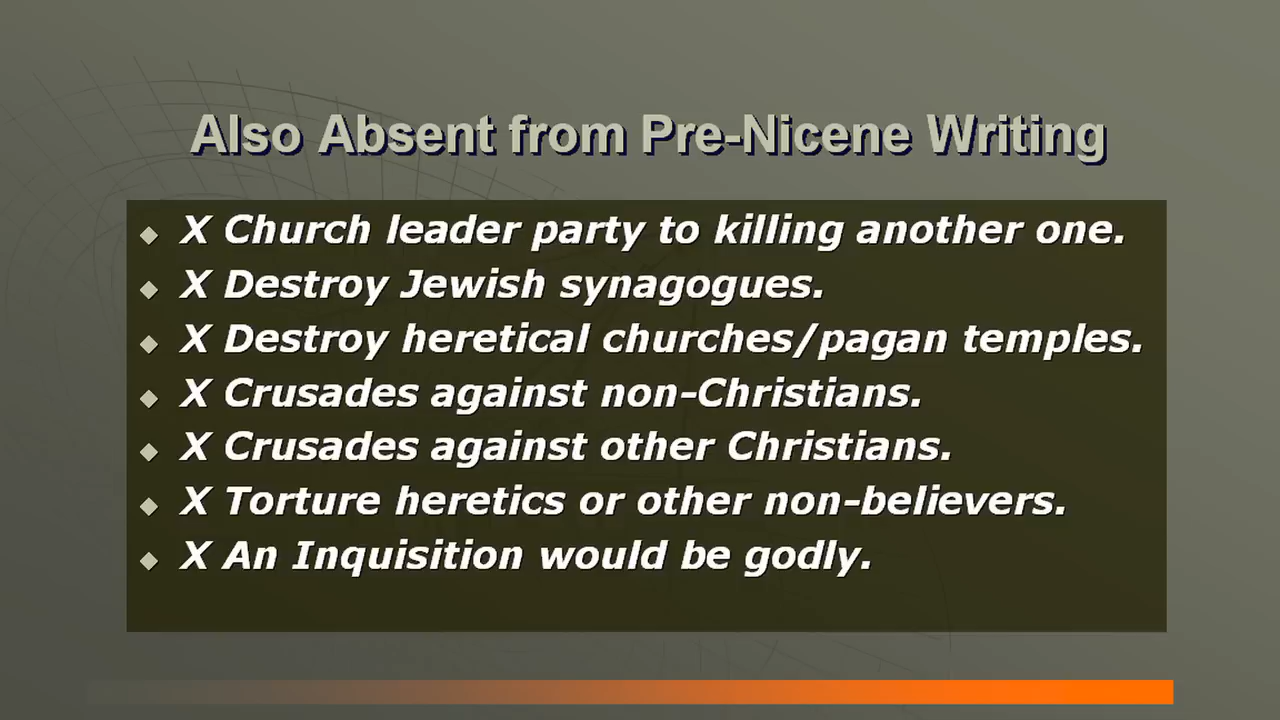 Also Absent from Pre-Nicene Writing
X Church leader party to killing another one.
X Destroy Jewish synagogues.
X Destroy heretical churches/pagan temples.
X Crusades against non-Christians.
X Crusades against other Christians.
X Torture heretics or other non-believers.
X An Inquisition would be godly.